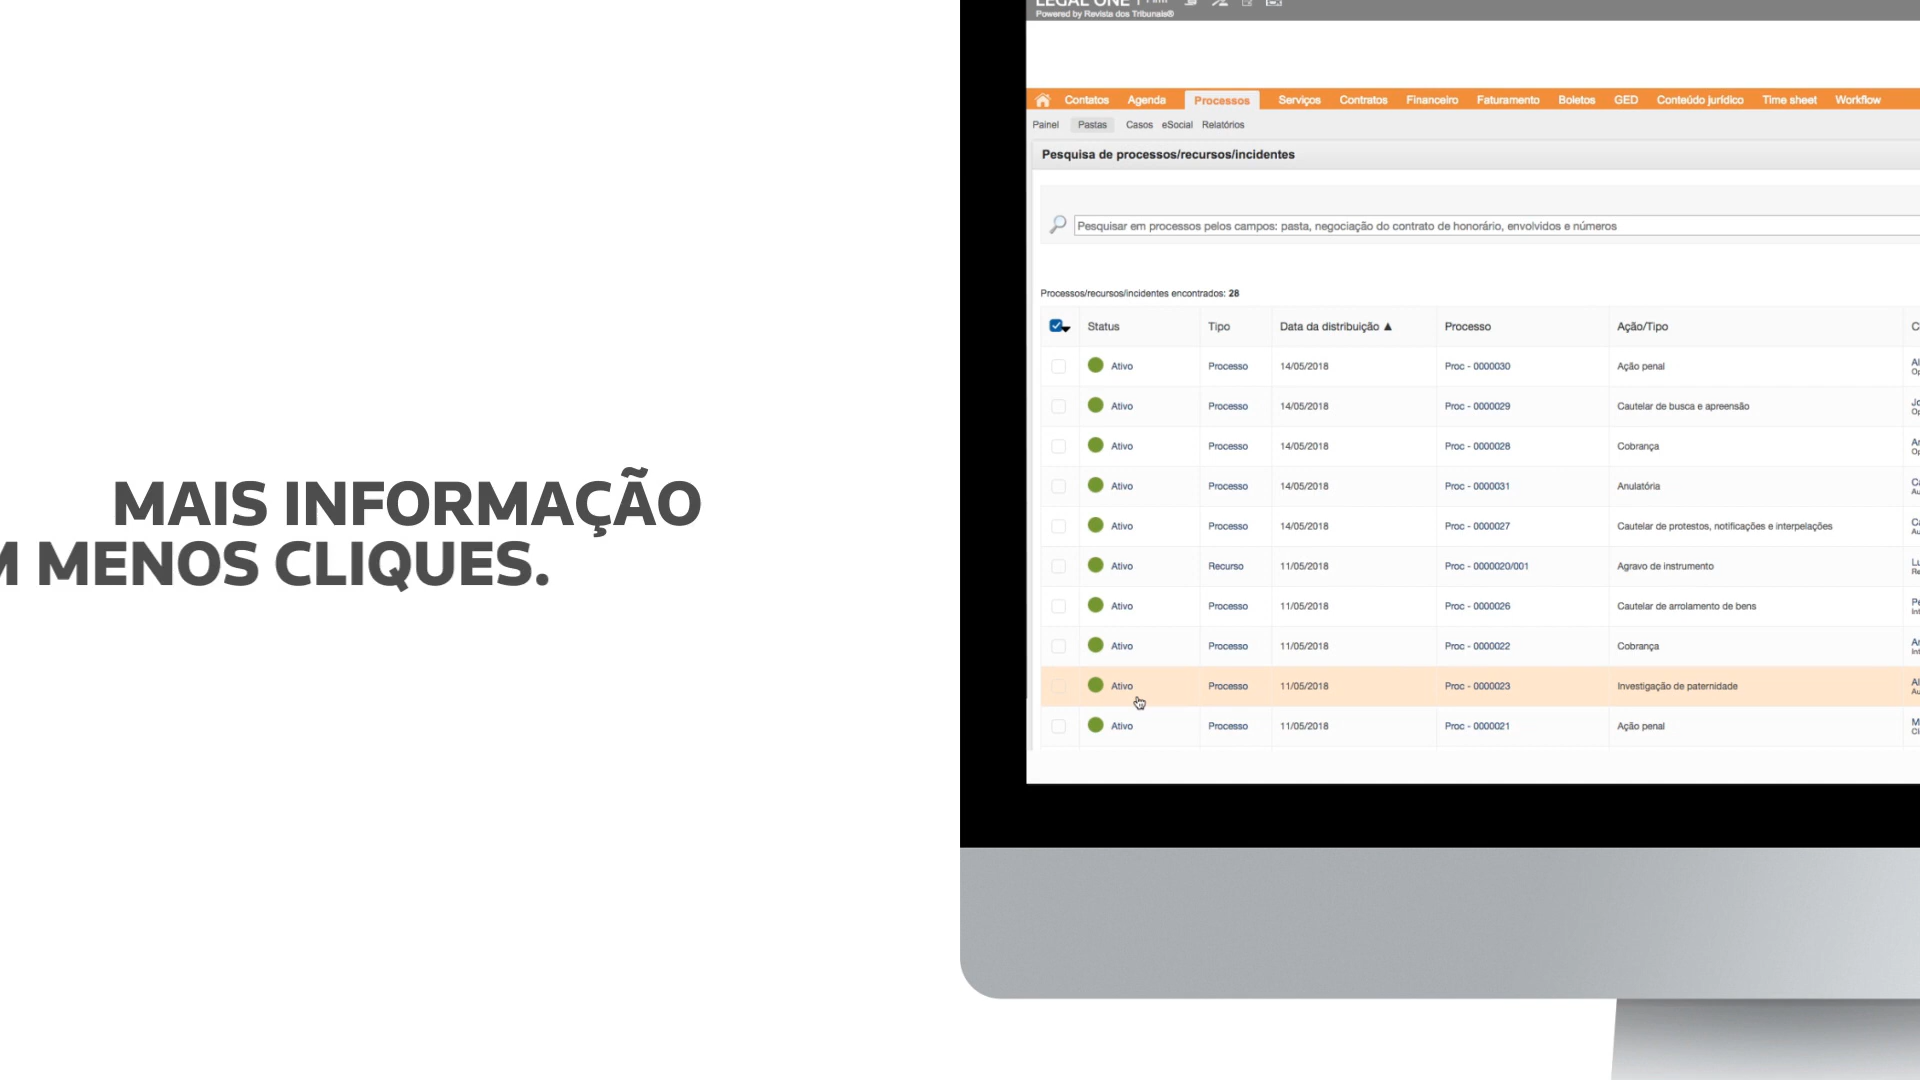 MAIS INFORMAÇÃO
MENOS CLIQUES.
LEGAL ONE
Powered by Revista dos Tribunais®
Contatos Agenda Processos Serviços Contratos Financeiro Faturamento Boletos GED Conteúdo jurídico Time sheet Workflow
Painel Pastas Casos eSocial Relatórios
Pesquisa de processos/recursos/incidentes
Pesquisar em processos pelos campos: pasta, negociação do contrato de honorário, envolvidos e números
Processos/recursos/incidentes encontrados: 28
Status Tipo Data da distribuição ▲ Processo Ação/Tipo
Ativo Processo 14/05/2018 Proc - 0000030 Ação penal
Ativo Processo 14/05/2018 Proc - 0000029 Cautelar de busca e apreensão
Ativo Processo 14/05/2018 Proc - 0000028 Cobrança
Ativo Processo 14/05/2018 Proc - 0000031 Anulatória
Ativo Processo 14/05/2018 Proc - 0000027 Cautelar de protestos, notificações e interpelações
Ativo Recurso 11/05/2018 Proc - 0000020/001 Agravo de instrumento
Ativo Processo 11/05/2018 Proc - 0000026 Cautelar de arrolamento de bens
Ativo Processo 11/05/2018 Proc - 0000022 Cobrança
Ativo Processo 11/05/2018 Proc - 0000023 Investigação de paternidade
Ativo Processo 11/05/2018 Proc - 0000021 Ação penal